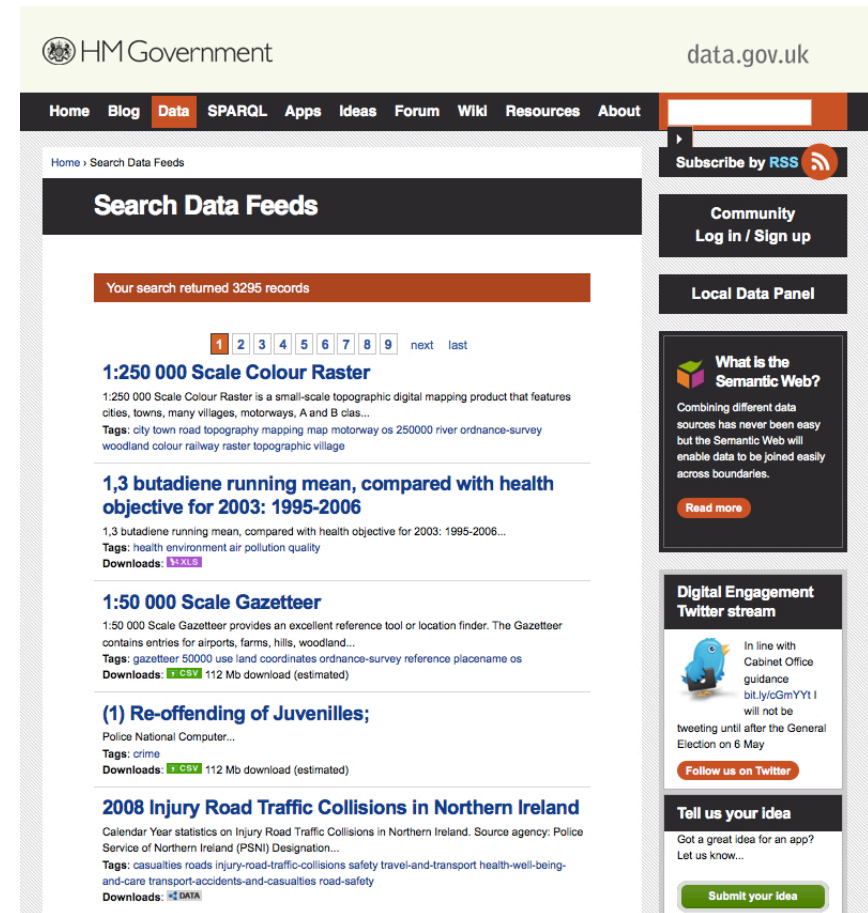 HM Government
data.gov.uk
Home Blog Data SPARQL Apps Ideas Forum Wiki Resources About
Home › Search Data Feeds
Search Data Feeds
Your search returned 3295 records
1 2 3 4 5 6 7 8 9 next last
1:250 000 Scale Colour Raster
1:250 000 Scale Colour Raster is a small-scale topographic digital mapping product that features
cities, towns, many villages, motorways, A and B clas...
Tags: city town road topography mapping map motorway os 250000 river ordnance-survey
woodland colour railway raster topographic village
1,3 butadiene running mean, compared with health
objective for 2003: 1995-2006
1,3 butadiene running mean, compared with health objective for 2003: 1995-2006...
Tags: health environment air pollution quality
Downloads: XLS
1:50 000 Scale Gazetteer
1:50 000 Scale Gazetteer provides an excellent reference tool or location finder. The Gazetteer
contains entries for airports, farms, hills, woodland...
Tags: gazetteer 50000 use land coordinates ordnance-survey reference placename os
Downloads: CSV 112 Mb download (estimated)
(1) Re-offending of Juvenilles;
Police National Computer...
Tags: crime
Downloads: CSV 112 Mb download (estimated)
2008 Injury Road Traffic Collisions in Northern Ireland
Calendar Year statistics on Injury Road Traffic Collisions in Northern Ireland. Source agency: Police
Service of Northern Ireland (PSNI) Designation...
Tags: casualties roads injury-road-traffic-collisions safety travel-and-transport health-well-being-
and-care transport-accidents-and-casualties road-safety
Downloads: DATA
Subscribe by RSS
Community
Log in / Sign up
Local Data Panel
What is the
Semantic Web?
Combining different data
sources has never been easy
but the Semantic Web will
enable data to be joined easily
across boundaries.
Read more
Digital Engagement
Twitter stream
In line with
Cabinet Office
guidance
bit.ly/cGmYYt I
will not be
tweeting until after the General
Election on 6 May
Follow us on Twitter
Tell us your idea
Got a great idea for an app?
Let us know...
Submit your idea